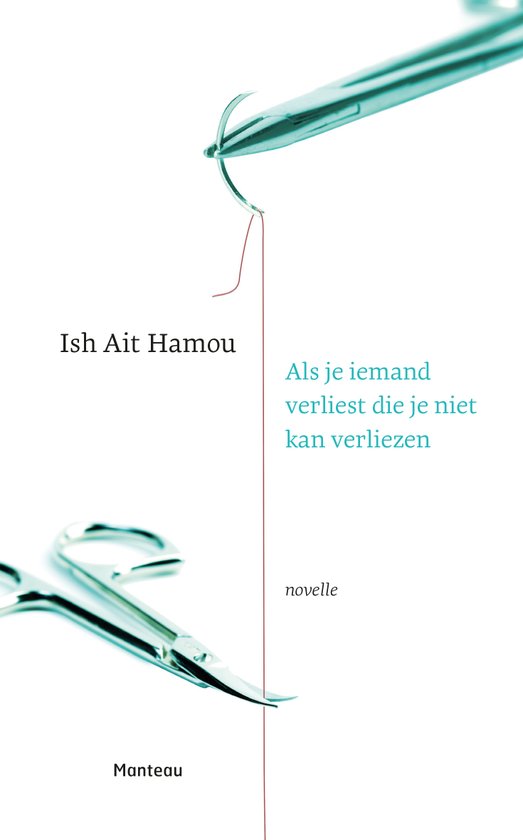 Ish Ait Hamou
Als je iemand
verliest die je niet
kan verliezen
novelle
Manteau